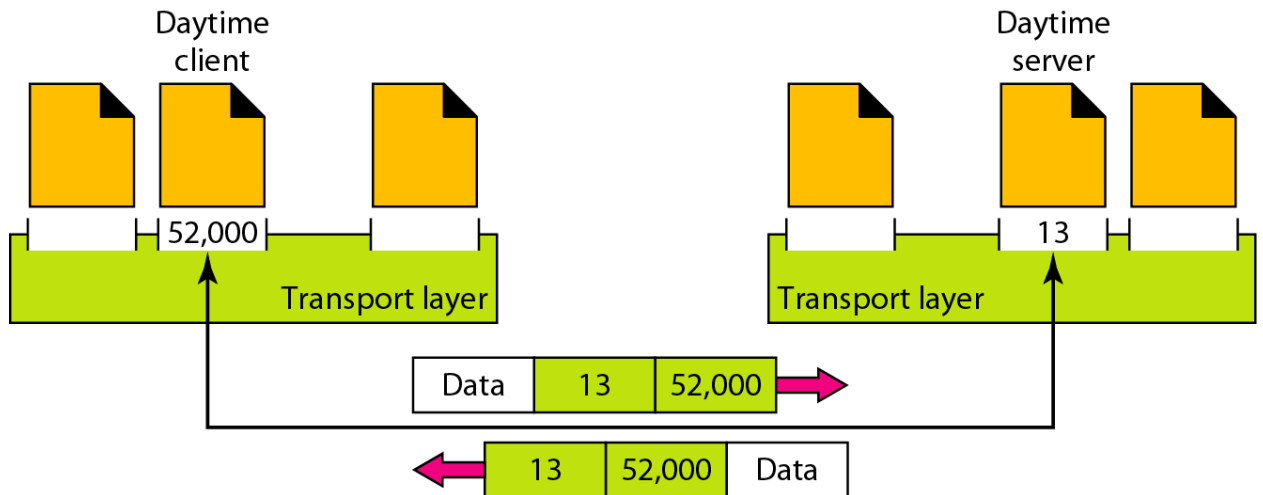 Daytime
client
Daytime
server
52,000
13
Transport layer
Transport layer
Data 13 52,000
13 52,000 Data